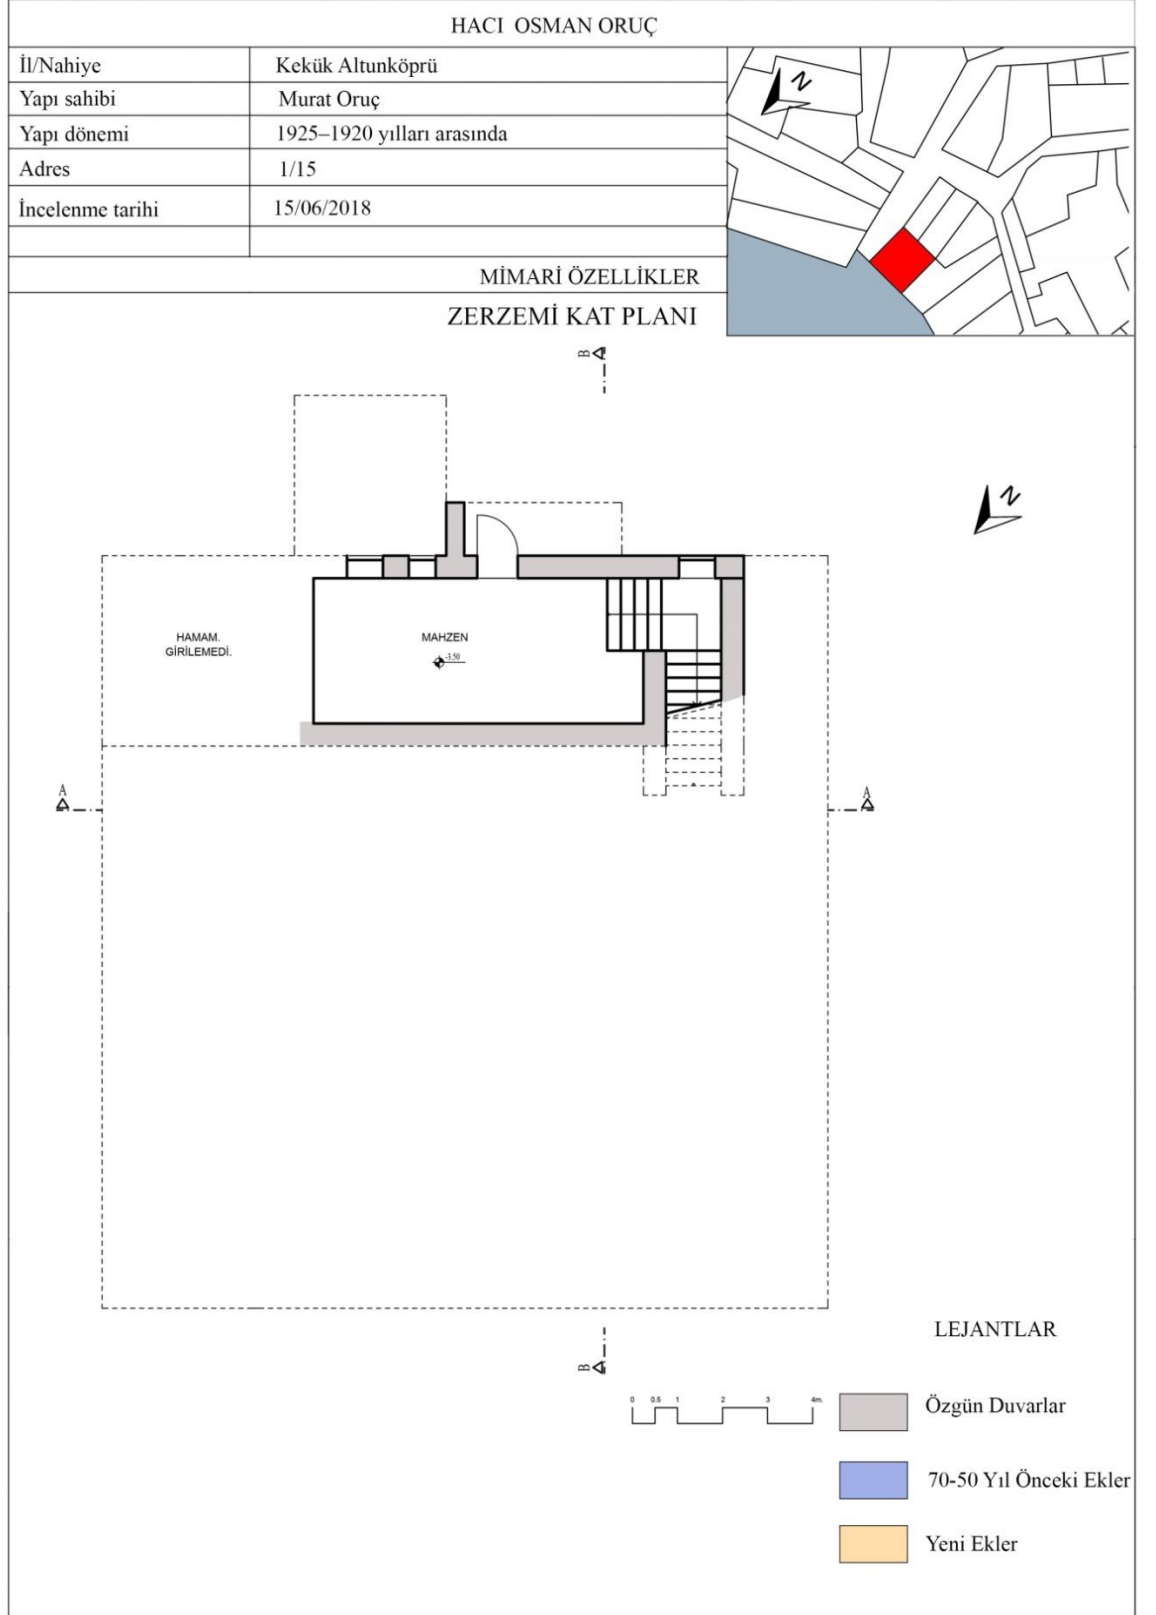 HACI OSMAN ORUÇ
İl/Nahiye Kekük Altunköprü
Yapı sahibi Murat Oruç
Yapı dönemi 1925–1920 yılları arasında
Adres 1/15
İncelenme tarihi 15/06/2018
N
MİMARİ ÖZELLİKLER
ZERZEMİ KAT PLANI
B
N
HAMAM.
GİRİLEMEDİ.
MAHZEN
-3.50
A
A
B
LEJANTLAR
0 0.5 1 2 3 4m.
Özgün Duvarlar
70-50 Yıl Önceki Ekler
Yeni Ekler